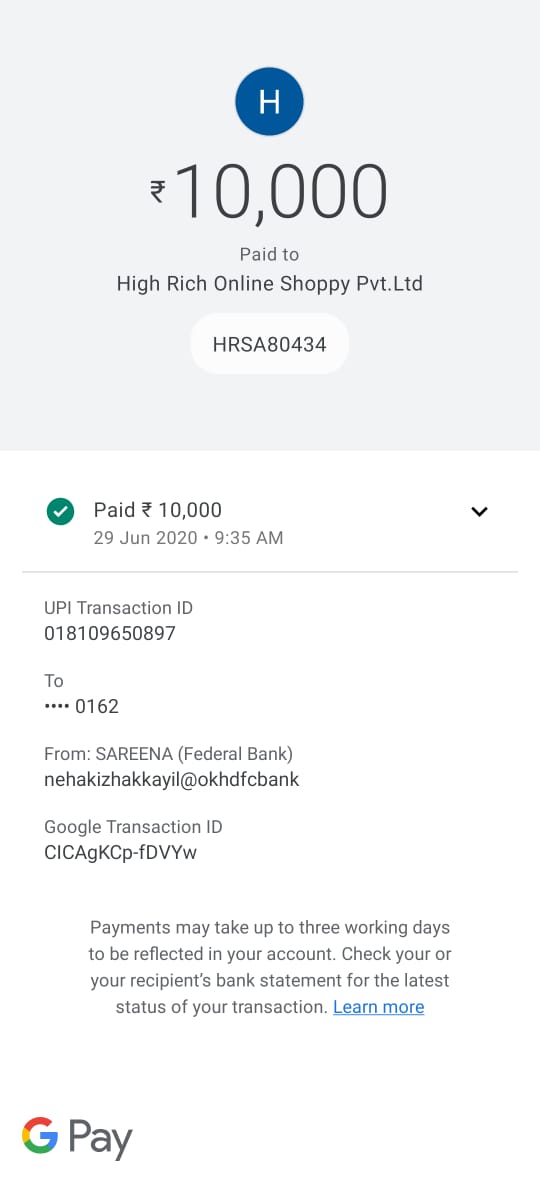 H
₹10,000
Paid to
High Rich Online Shoppy Pvt.Ltd
HRSA80434
Paid ₹ 10,000
29 Jun 2020 • 9:35 AM
UPI Transaction ID
018109650897
To
•••• 0162
From: SAREENA (Federal Bank)
nehakizhakkayil@okhdfcbank
Google Transaction ID
CICAgKCp-fDVYw
Payments may take up to three working days
to be reflected in your account. Check your or
your recipient's bank statement for the latest
status of your transaction. Learn more
G Pay